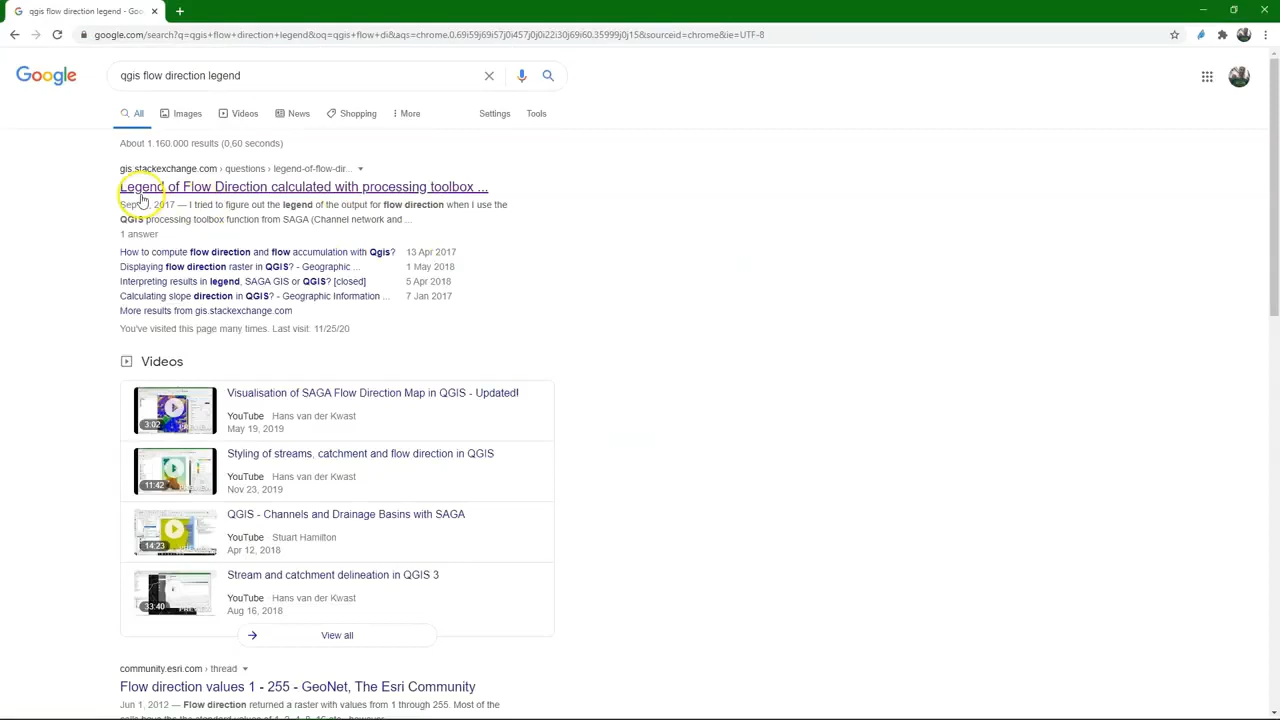 qgis flow direction legend - Goo
google.com/search?q=qgis+flow+direction+legend&oq=qgis+flow+di&aqs=chrome.0.69i59j69i57j0i457j0j0i22i30j69i60.35999j0j15&sourceid=chrome&ie=UTF-8
Google
qgis flow direction legend
All Images Videos News Shopping More Settings Tools
About 1.160.000 results (0,60 seconds)
gis.stackexchange.com › questions › legend-of-flow-dir...
Legend of Flow Direction calculated with processing toolbox ...
2017 — I tried to figure out the legend of the output for flow direction when I use the
QGIS processing toolbox function from SAGA (Channel network and ...
1 answer
How to compute flow direction and flow accumulation with Qgis? 13 Apr 2017
Displaying flow direction raster in QGIS? - Geographic ... 1 May 2018
Interpreting results in legend, SAGA GIS or QGIS? [closed] 5 Apr 2018
Calculating slope direction in QGIS? - Geographic Information ... 7 Jan 2017
More results from gis.stackexchange.com
You've visited this page many times. Last visit: 11/25/20
Videos
3:02
Visualisation of SAGA Flow Direction Map in QGIS - Updated!
YouTube Hans van der Kwast
May 19, 2019
11:42
Styling of streams, catchment and flow direction in QGIS
YouTube Hans van der Kwast
Nov 23, 2019
14:23
QGIS - Channels and Drainage Basins with SAGA
YouTube Stuart Hamilton
Apr 12, 2018
33:40
Stream and catchment delineation in QGIS 3
YouTube Hans van der Kwast
Aug 16, 2018
View all
community.esri.com › thread
Flow direction values 1 - 255 - GeoNet, The Esri Community
Jun 1, 2012 — Flow direction returned a raster with values from 1 through 255. Most of the